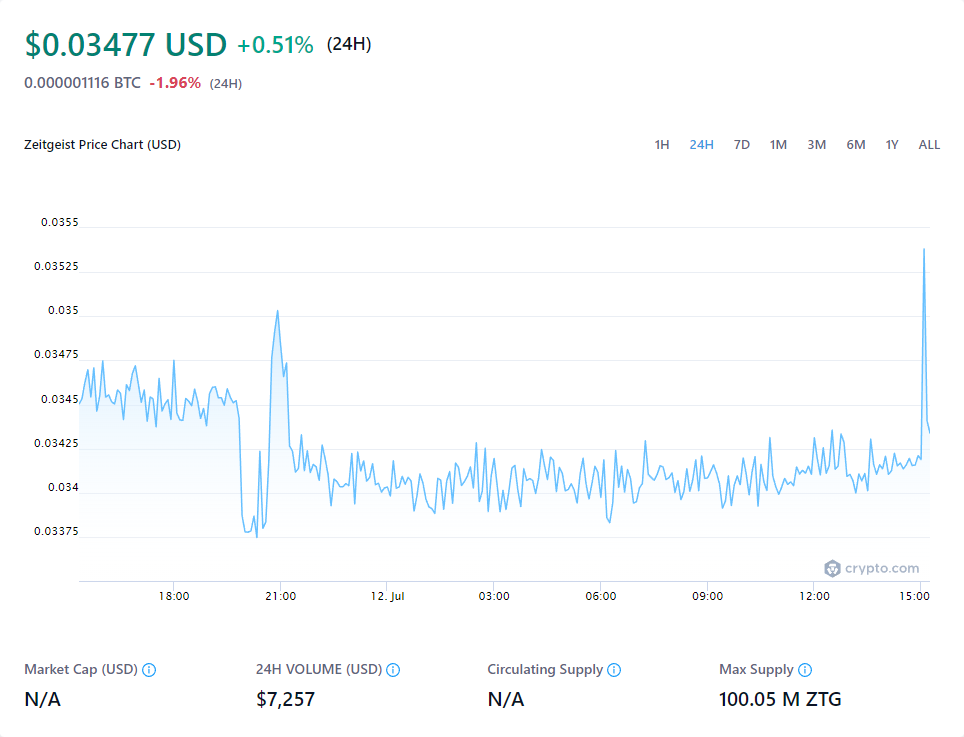 $0.03477 USD +0.51% (24H)
0.000001116 BTC -1.96% (24H)
Zeitgeist Price Chart (USD) 1H 24H 7D 1M 3M 6M 1Y ALL
0.0355
0.03525
0.035
0.03475
0.0345
0.03425
0.034
0.03375
crypto.com
18:00 21:00 12. Jul 03:00 06:00 09:00 12:00 15:00
Market Cap (USD) 24H VOLUME (USD) Circulating Supply Max Supply
N/A $7,257 N/A 100.05 M ZTG